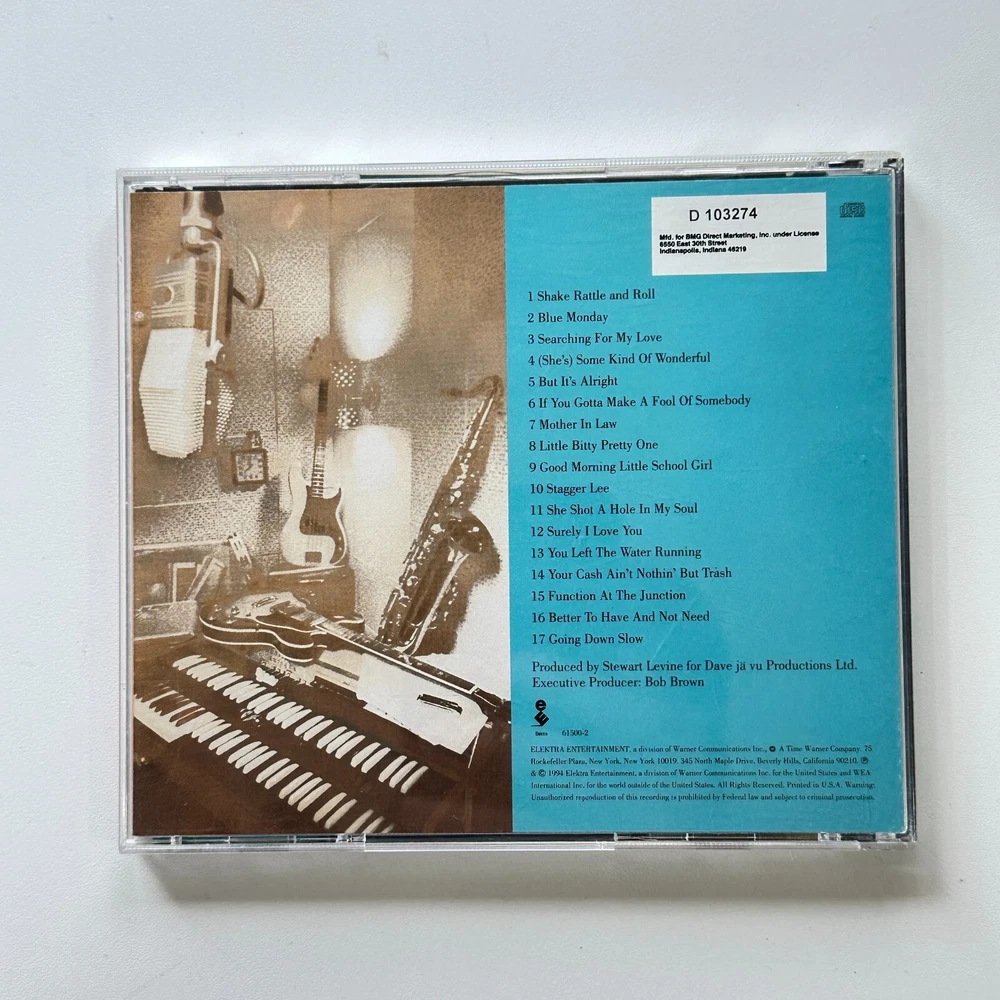 D 103274
Mfd. for BMG Direct Marketing, Inc. under License
6550 East 30th Street
Indianapolis, Indiana 46219
1 Shake Rattle and Roll
2 Blue Monday
3 Searching For My Love
4 (She's) Some Kind Of Wonderful
5 But It's Alright
6 If You Gotta Make A Fool Of Somebody
7 Mother In Law
8 Little Bitty Pretty One
9 Good Morning Little School Girl
10 Stagger Lee
11 She Shot A Hole In My Soul
12 Surely I Love You
13 You Left The Water Running
14 Your Cash Ain't Nothin' But Trash
15 Function At The Junction
16 Better To Have And Not Need
17 Going Down Slow
Produced by Stewart Levine for Dave jä vu Productions Ltd.
Executive Producer: Bob Brown
61500-2
ELEKTRA ENTERTAINMENT, a division of Warner Communications Inc., A Time Warner Company. 75
Rockefeller Plaza, New York, New York 10019. 345 North Maple Drive, Beverly Hills, California 90210. ℗
& © 1994 Elektra Entertainment, a division of Warner Communications Inc. for the United States and WEA
International Inc. for the world outside of the United States. All Rights Reserved. Printed in U.S.A. Warning:
Unauthorized reproduction of this recording is prohibited by Federal law and subject to criminal prosecution.